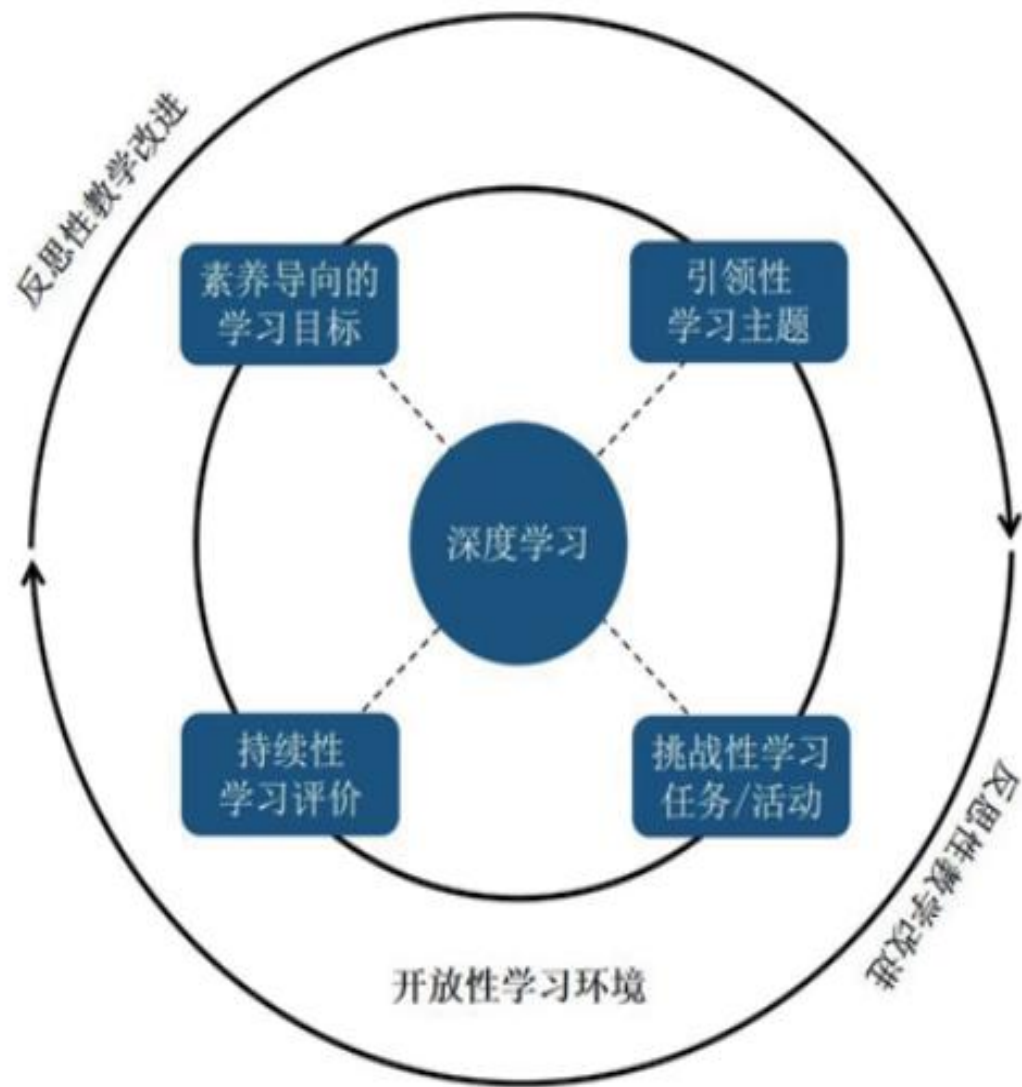 反思性教学改进
素养导向的
学习目标
引领性
学习主题
深度学习
持续性
学习评价
挑战性学习
任务/活动
反思性教学改进
开放性学习环境